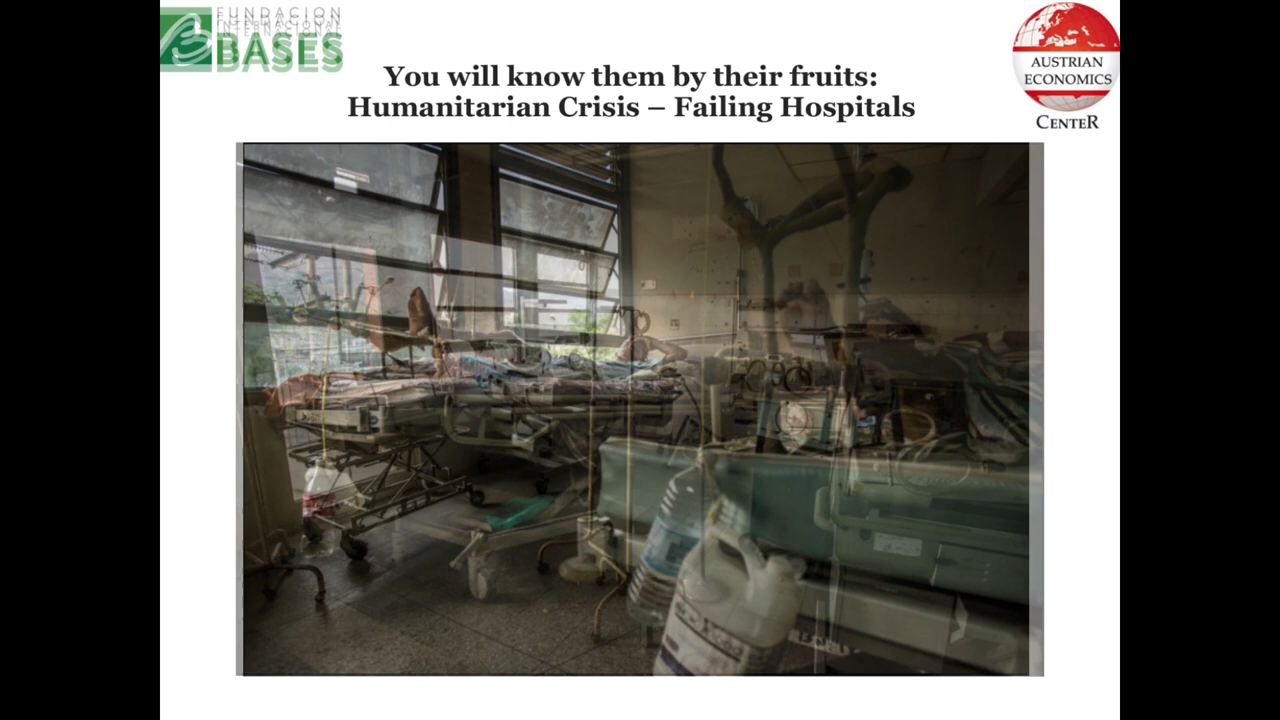 FUNDACION
INTERNACIONAL
BASES
AUSTRIAN
ECONOMICS
CENTER
You will know them by their fruits:
Humanitarian Crisis – Failing Hospitals